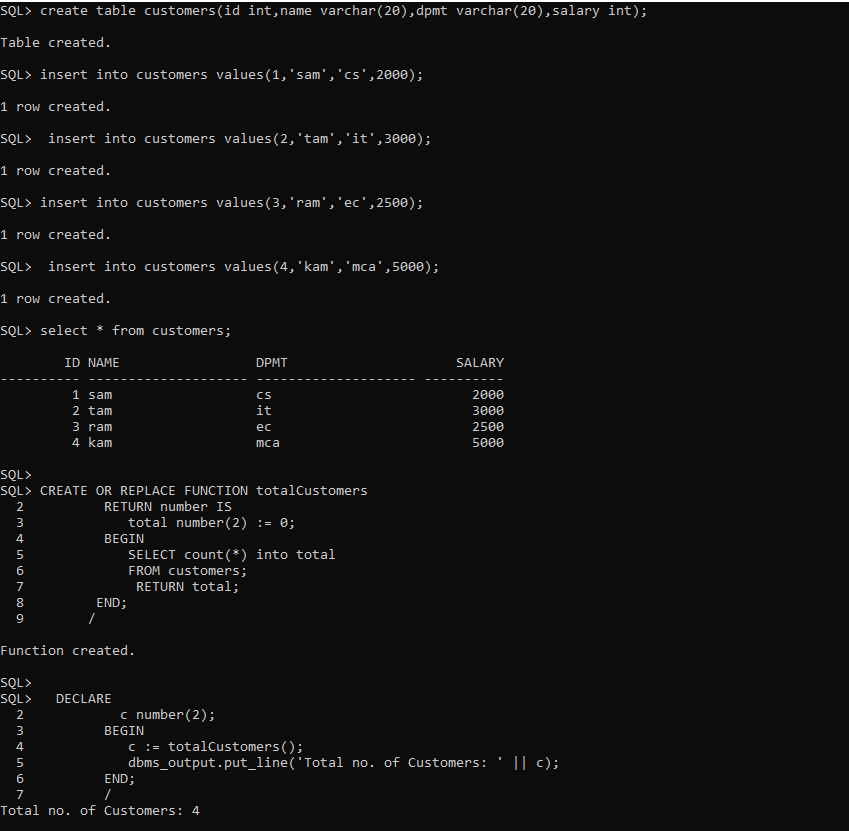 SQL> create table customers(id int,name varchar(20),dpmt varchar(20),salary int);
Table created.
SQL> insert into customers values(1,'sam','cs',2000);
1 row created.
SQL>  insert into customers values(2,'tam','it',3000);
1 row created.
SQL> insert into customers values(3,'ram','ec',2500);
1 row created.
SQL>  insert into customers values(4,'kam','mca',5000);
1 row created.
SQL> select * from customers;
        ID NAME                 DPMT                     SALARY
---------- -------------------- -------------------- ----------
         1 sam                  cs                         2000
         2 tam                  it                         3000
         3 ram                  ec                         2500
         4 kam                  mca                        5000
SQL>
SQL> CREATE OR REPLACE FUNCTION totalCustomers
  2          RETURN number IS
  3             total number(2) := 0;
  4          BEGIN
  5             SELECT count(*) into total
  6             FROM customers;
  7              RETURN total;
  8         END;
  9        /
Function created.
SQL>
SQL>   DECLARE
  2            c number(2);
  3          BEGIN
  4             c := totalCustomers();
  5             dbms_output.put_line('Total no. of Customers: ' || c);
  6          END;
  7          /
Total no. of Customers: 4